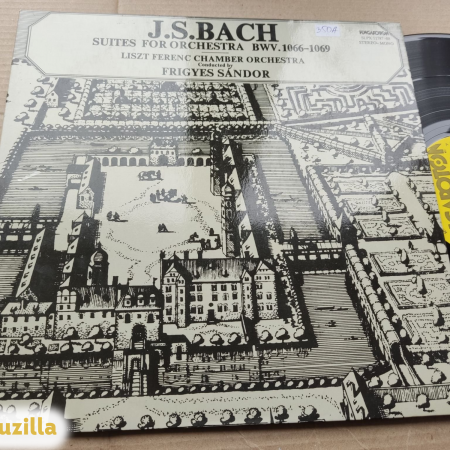 J.S.BACH
SUITES FOR ORCHESTRA BWV.1066-1069
LISZT FERENC CHAMBER ORCHESTRA
Conducted by
FRIGYES SÁNDOR
HUNGAROTON
uzilla